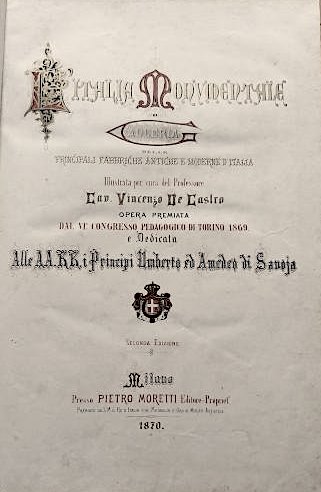 L'ITALIA MONUMENTALE
O
GALLERIA
DELLE
PRINCIPALI FABBRICHE ANTICHE E MODERNE D'ITALIA
Illustrata per cura del Professore
Cav. Vincenzo De Castro
OPERA PREMIATA
DAL VI.° CONGRESSO PEDAGOGICO DI TORINO 1869.
e Dedicata
Alle AA.RR. i Principi Umberto ed Amedeo di Savoja
SECONDA EDIZIONE
Milano
Presso PIETRO MORETTI Editore-Propriet
1870.